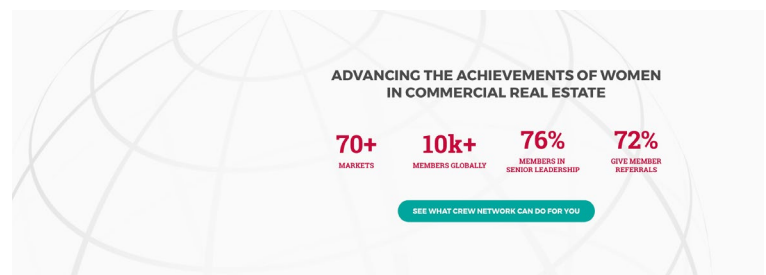 ADVANCING THE ACHIEVEMENTS OF WOMEN
IN COMMERCIAL REAL ESTATE
70+
MARKETS
10k+
MEMBERS GLOBALLY
76%
MEMBERS IN
SENIOR LEADERSHIP
72%
GIVE MEMBER
REFERRALS
SEE WHAT CREW NETWORK CAN DO FOR YOU